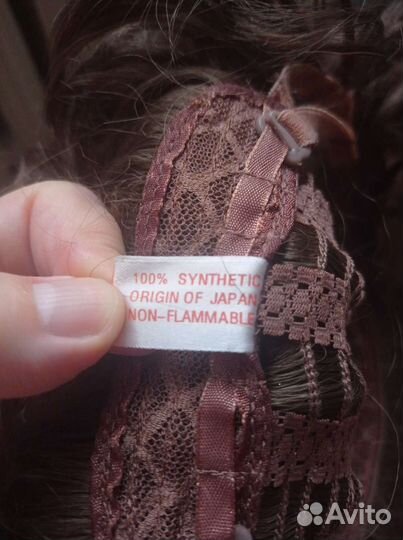 100% SYNTHETIC
ORIGIN OF JAPAN
NON-FLAMMABLE
Avito